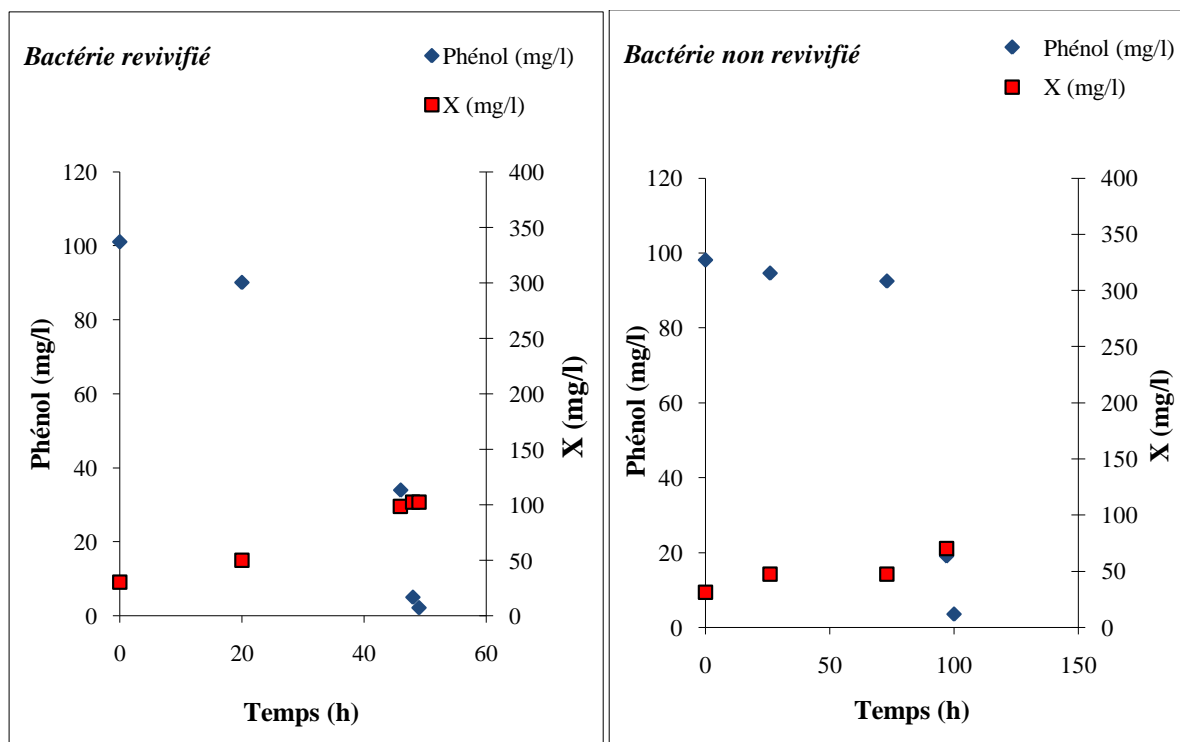 Bactérie revivifié
Phénol (mg/l)
X (mg/l)
120
100
80
60
40
20
0
Phénol (mg/l)
400
350
300
250
200
150
100
50
0
X (mg/l)
0 20 40 60
Temps (h)
Bactérie non revivifié
Phénol (mg/l)
X (mg/l)
120
100
80
60
40
20
0
Phénol (mg/l)
400
350
300
250
200
150
100
50
0
X (mg/l)
0 50 100 150
Temps (h)